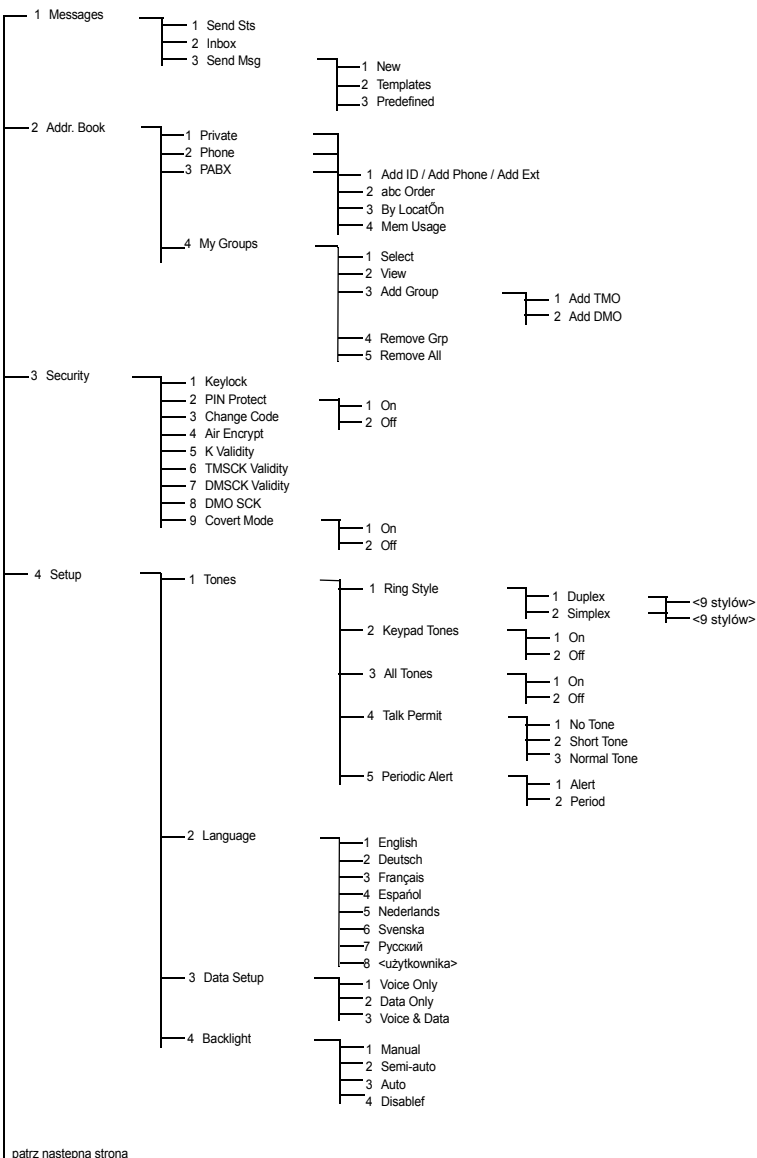 1 Messages
1 Send Sts
2 Inbox
3 Send Msg
1 New
2 Templates
3 Predefined
2 Addr. Book
1 Private
2 Phone
3 PABX
1 Add ID / Add Phone / Add Ext
2 abc Order
3 By LocatŐn
4 Mem Usage
4 My Groups
1 Select
2 View
3 Add Group
1 Add TMO
2 Add DMO
4 Remove Grp
5 Remove All
3 Security
1 Keylock
2 PIN Protect
1 On
2 Off
3 Change Code
4 Air Encrypt
5 K Validity
6 TMSCK Validity
7 DMSCK Validity
8 DMO SCK
9 Covert Mode
1 On
2 Off
4 Setup
1 Tones
1 Ring Style
1 Duplex
<9 stylów>
2 Simplex
<9 stylów>
2 Keypad Tones
1 On
2 Off
3 All Tones
1 On
2 Off
4 Talk Permit
1 No Tone
2 Short Tone
3 Normal Tone
5 Periodic Alert
1 Alert
2 Period
2 Language
1 English
2 Deutsch
3 Français
4 Espańol
5 Nederlands
6 Svenska
7 Русский
8 <użytkownika>
3 Data Setup
1 Voice Only
2 Data Only
3 Voice & Data
4 Backlight
1 Manual
2 Semi-auto
3 Auto
4 Disablef
patrz następna strona